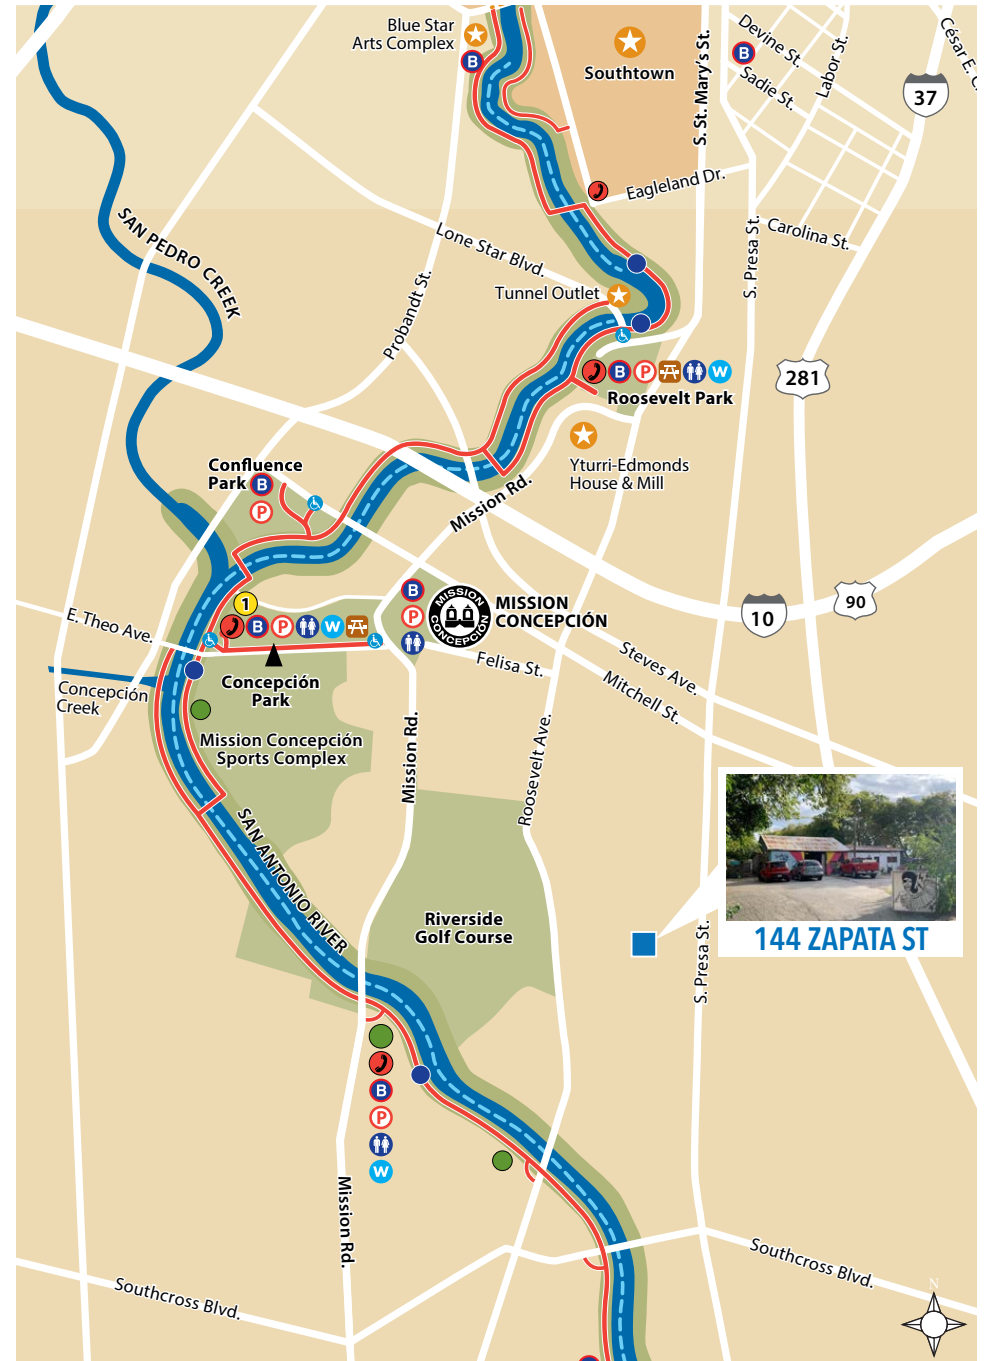 Blue Star
Arts Complex
B
Southtown
S. St. Mary's St.
Devine St.
B
Sadie St.
Labor St.
César E. C
37
Eagleland Dr.
SAN PEDRO CREEK
Lone Star Blvd.
Carolina St.
S. Presa St.
Tunnel Outlet
Probandt St.
B
P
W
Roosevelt Park
281
Confluence
Park
B
P
Yturri-Edmonds
House & Mill
Mission Rd.
1
B
P
W
B
P
MISSION
CONCEPCIÓN
MISSION
CONCEPCIÓN
10
90
E. Theo Ave.
Felisa St.
Steves Ave.
Mitchell St.
Concepción
Creek
Concepción
Park
Mission Concepción
Sports Complex
Mission Rd.
Roosevelt Ave.
SAN ANTONIO RIVER
Riverside
Golf Course
144 ZAPATA ST
S. Presa St.
B
P
W
Mission Rd.
Southcross Blvd.
Southcross Blvd.
N